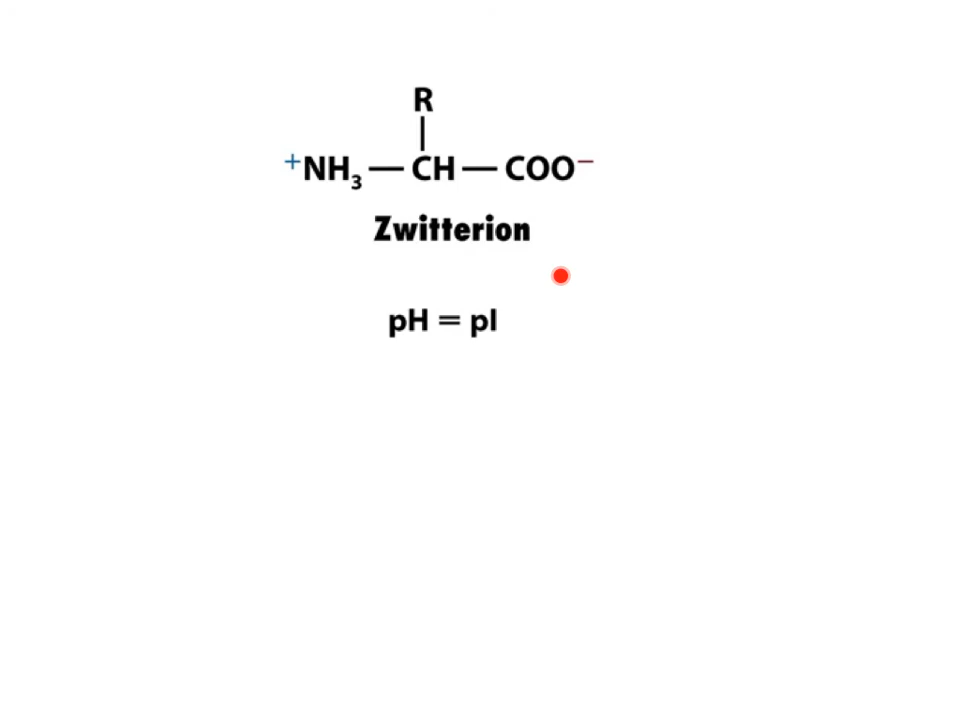 R
⁺NH₃ — CH — COO⁻
Zwitterion
pH = pI